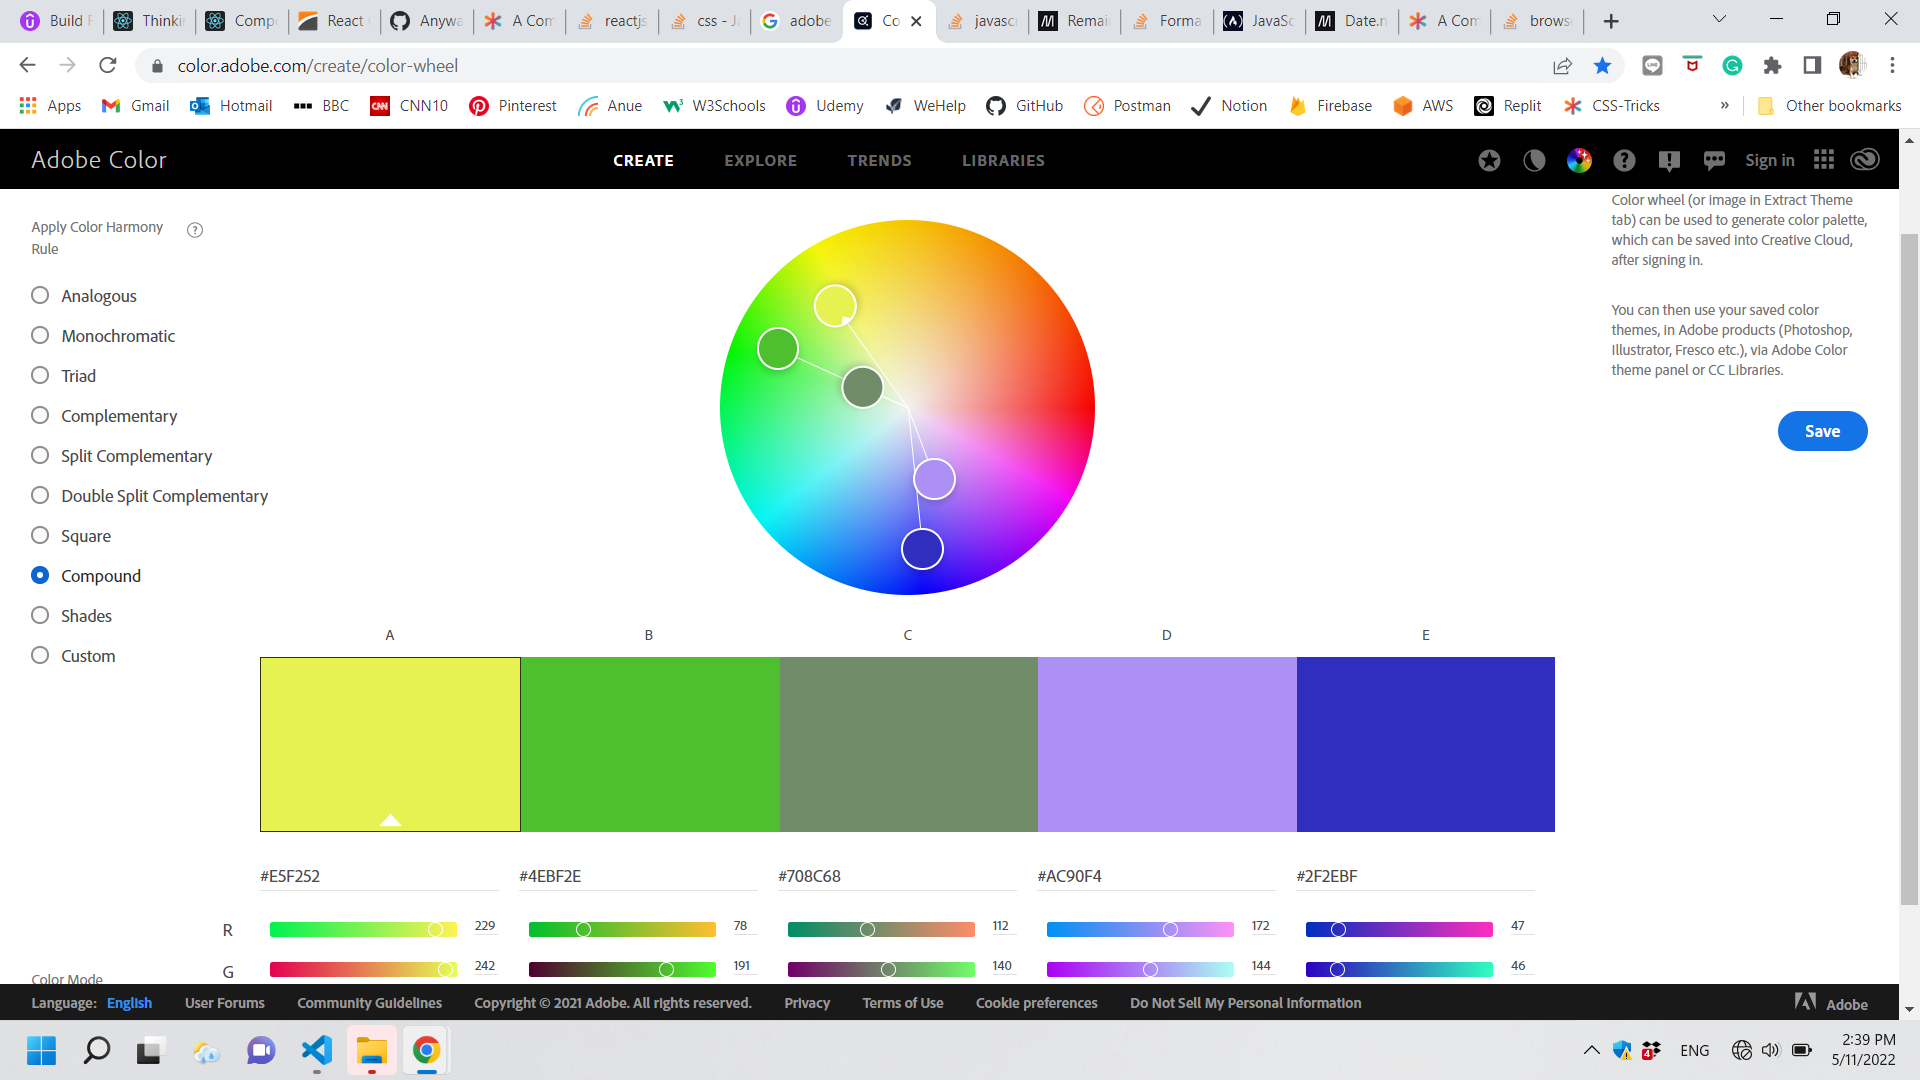 Build F
Thinkin
Compo
React
Anywa
A Com
reactjs
css - Ja
adobe
Co
javascr
Remai
Forma
JavaSc
Date.n
A Com
brows
color.adobe.com/create/color-wheel
Apps Gmail Hotmail BBC CNN10 Pinterest Anue W3Schools Udemy WeHelp GitHub Postman Notion Firebase AWS Replit CSS-Tricks » Other bookmarks
Adobe Color CREATE EXPLORE TRENDS LIBRARIES Sign in
Apply Color Harmony
Rule
Analogous
Monochromatic
Triad
Complementary
Split Complementary
Double Split Complementary
Square
Compound
Shades
Custom
Color wheel (or image in Extract Theme
tab) can be used to generate color palette,
which can be saved into Creative Cloud,
after signing in.
You can then use your saved color
themes, in Adobe products (Photoshop,
Illustrator, Fresco etc.), via Adobe Color
theme panel or CC Libraries.
Save
A B C D E
#E5F252 #4EBF2E #708C68 #AC90F4 #2F2EBF
R 229 78 112 172 47
G 242 191 140 144 46
Color Mode
Language: English User Forums Community Guidelines Copyright © 2021 Adobe. All rights reserved. Privacy Terms of Use Cookie preferences Do Not Sell My Personal Information Adobe
4 ENG 2:39 PM
5/11/2022